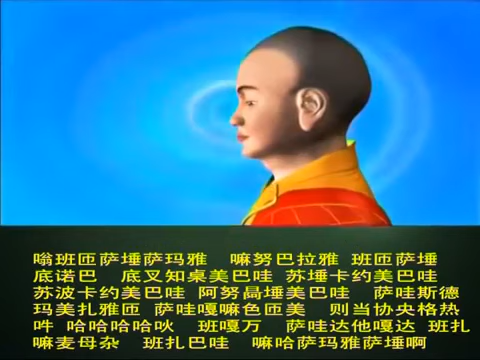 嗡班匝萨埵萨玛雅 嘛努巴拉雅 班匝萨埵
底诺巴 底叉知桌美巴哇 苏埵卡约美巴哇
苏波卡约美巴哇 阿努晶埵美巴哇 萨哇斯德
玛美扎雅匝 萨哇嘎嘛色匝美 则当协央格热
吽 哈哈哈哈吙 班嘎万 萨哇达他嘎达 班扎
嘛麦母杂 班扎巴哇 嘛哈萨玛雅萨埵啊